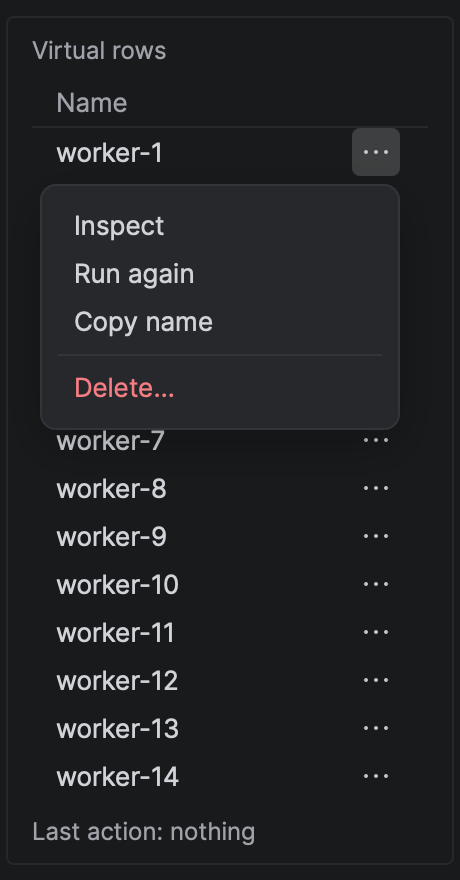 Virtual rows
Name
worker-1 ...
Inspect
Run again
Copy name
Delete...
worker-7 ...
worker-8 ...
worker-9 ...
worker-10 ...
worker-11 ...
worker-12 ...
worker-13 ...
worker-14 ...
Last action: nothing